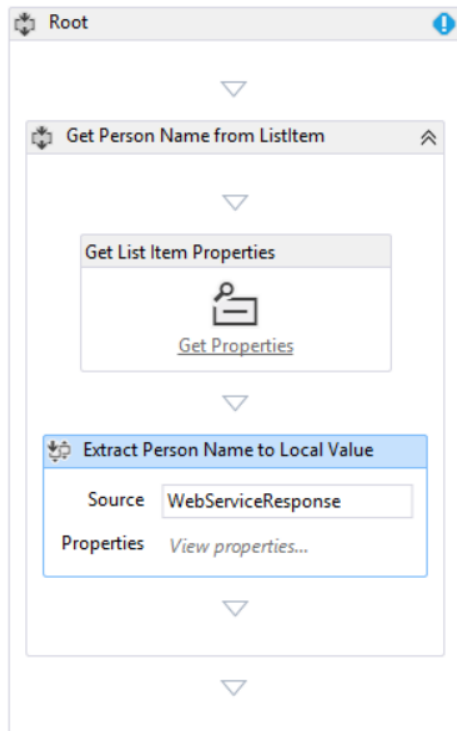 Root
Get Person Name from ListItem
Get List Item Properties
Get Properties
Extract Person Name to Local Value
Source WebServiceResponse
Properties View properties...